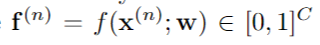 f⁽ⁿ⁾ = f(x⁽ⁿ⁾; w) ∈ [0, 1]ᶜ